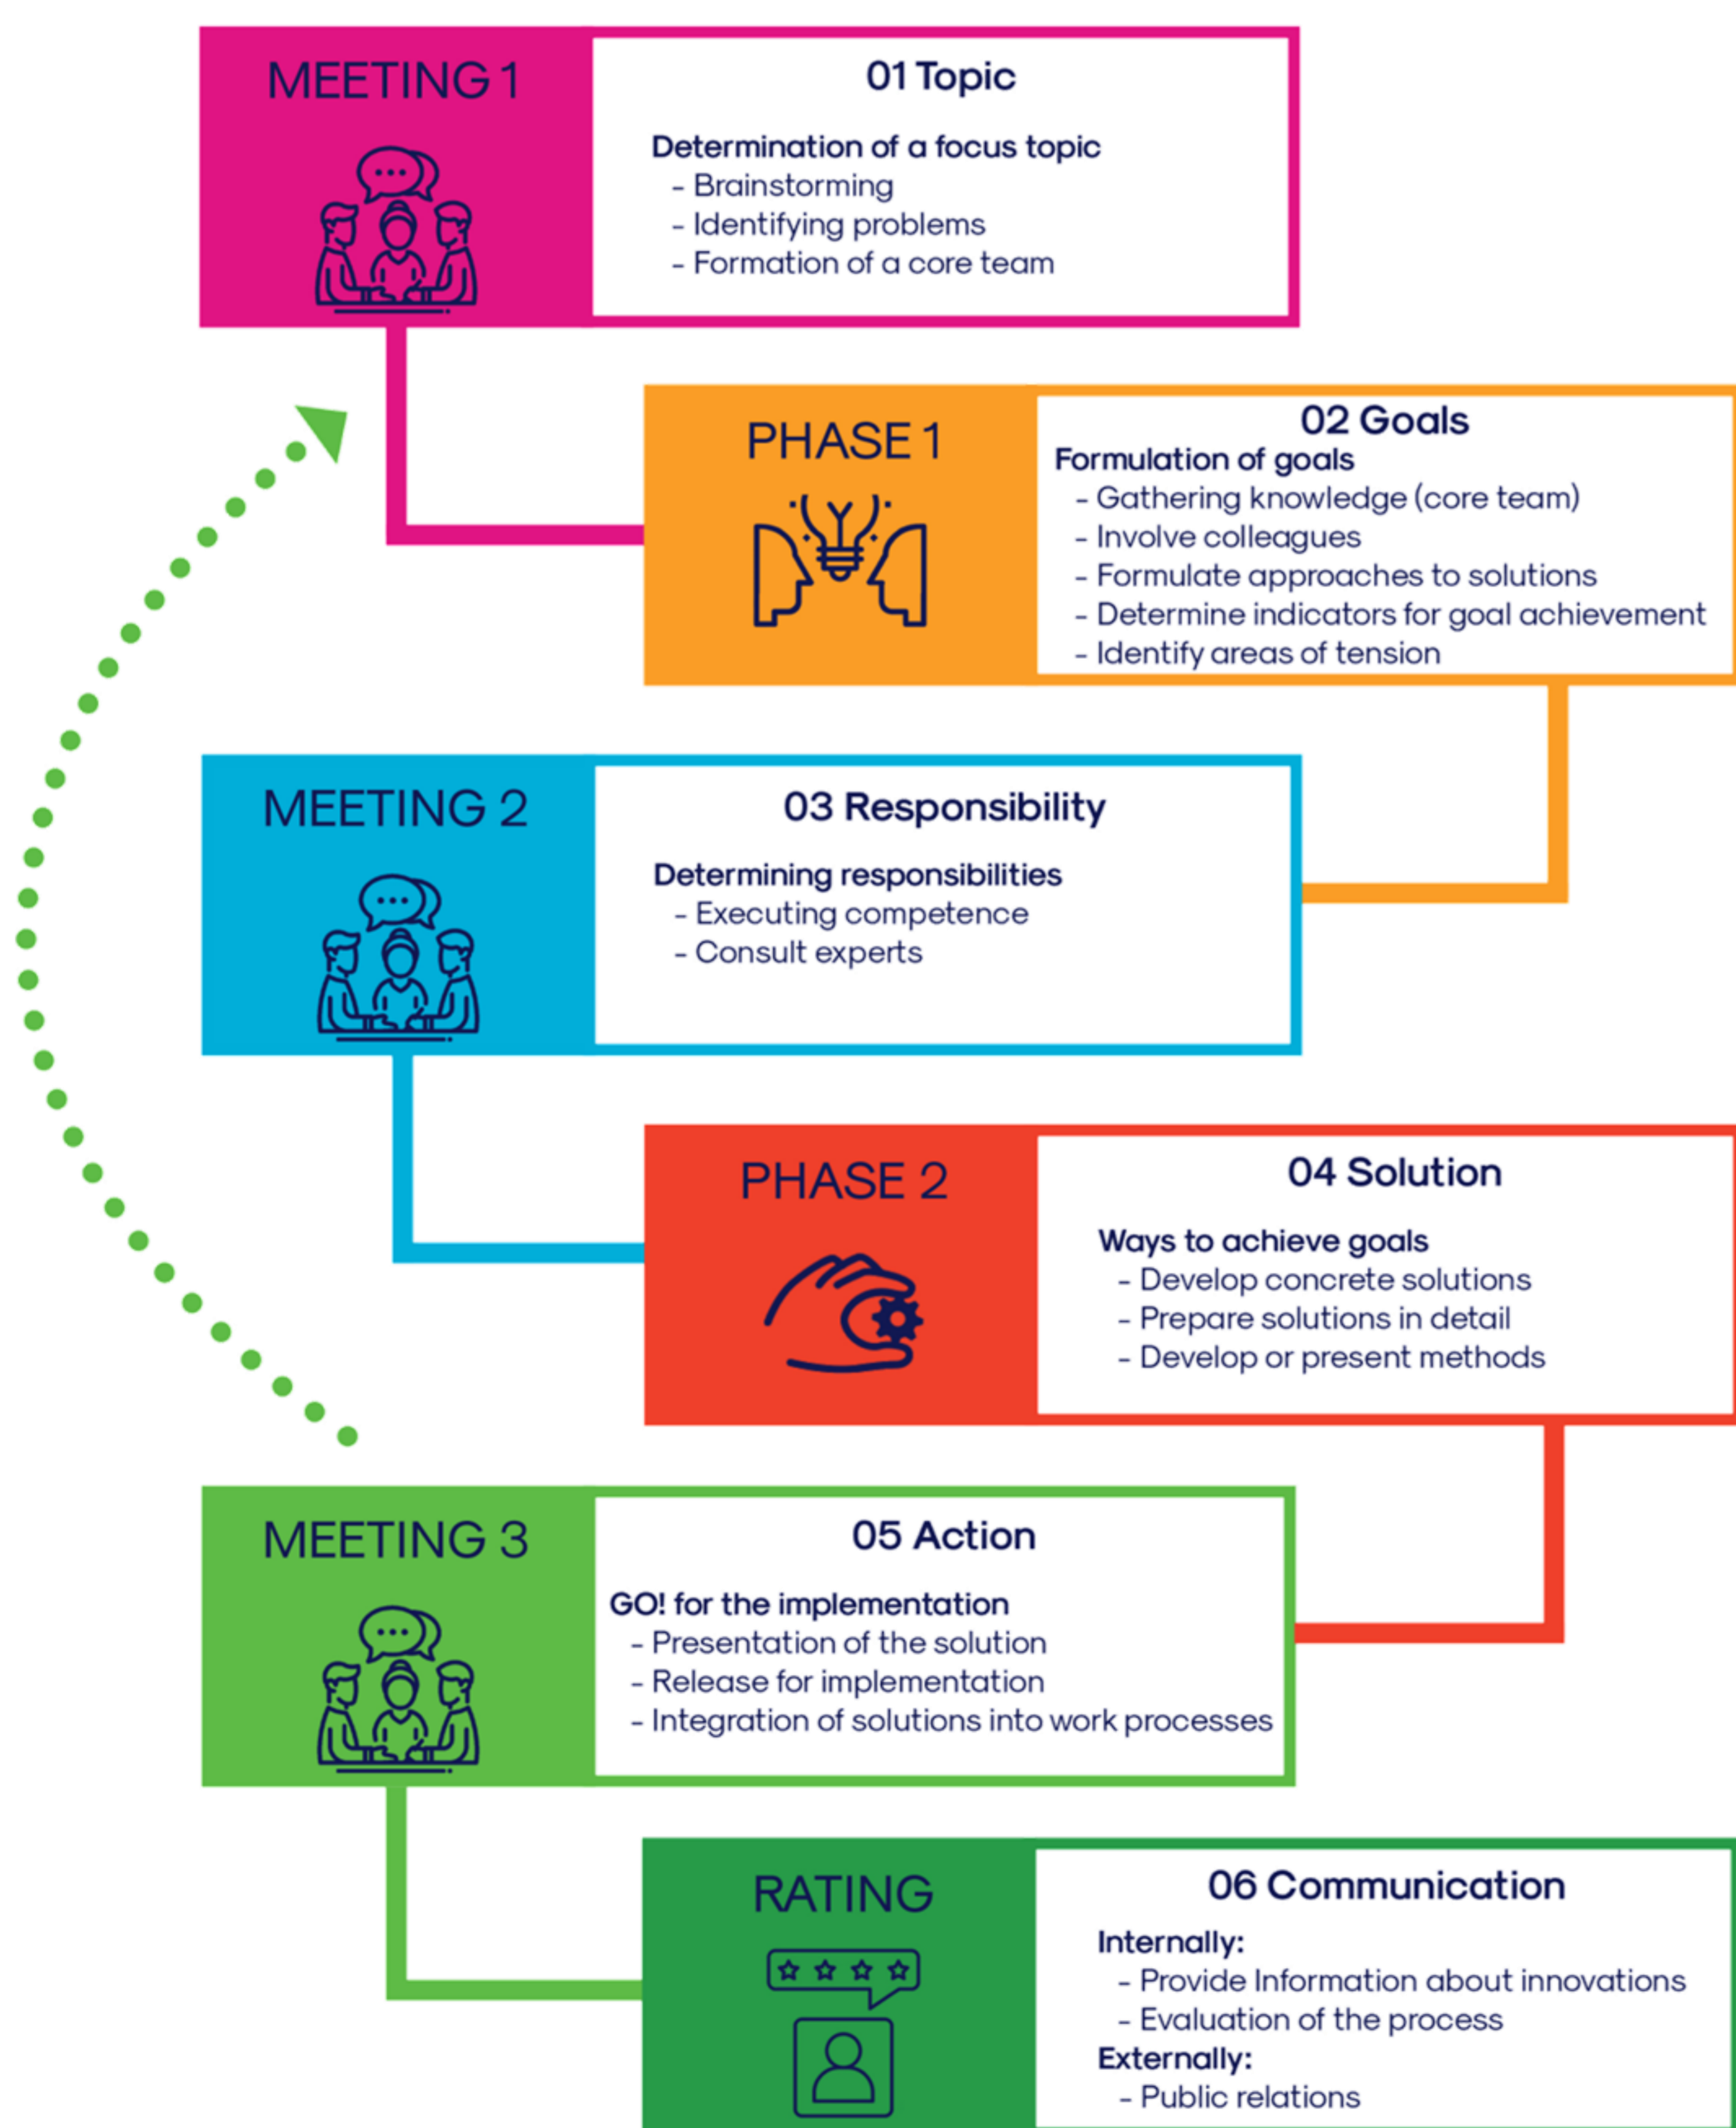 MEETING 1
01 Topic
Determination of a focus topic
- Brainstorming
- Identifying problems
- Formation of a core team
PHASE 1
02 Goals
Formulation of goals
- Gathering knowledge (core team)
- Involve colleagues
- Formulate approaches to solutions
- Determine indicators for goal achievement
- Identify areas of tension
MEETING 2
03 Responsibility
Determining responsibilities
- Executing competence
- Consult experts
PHASE 2
04 Solution
Ways to achieve goals
- Develop concrete solutions
- Prepare solutions in detail
- Develop or present methods
MEETING 3
05 Action
GO! for the implementation
- Presentation of the solution
- Release for implementation
- Integration of solutions into work processes
RATING
06 Communication
Internally:
- Provide Information about innovations
- Evaluation of the process
Externally:
- Public relations